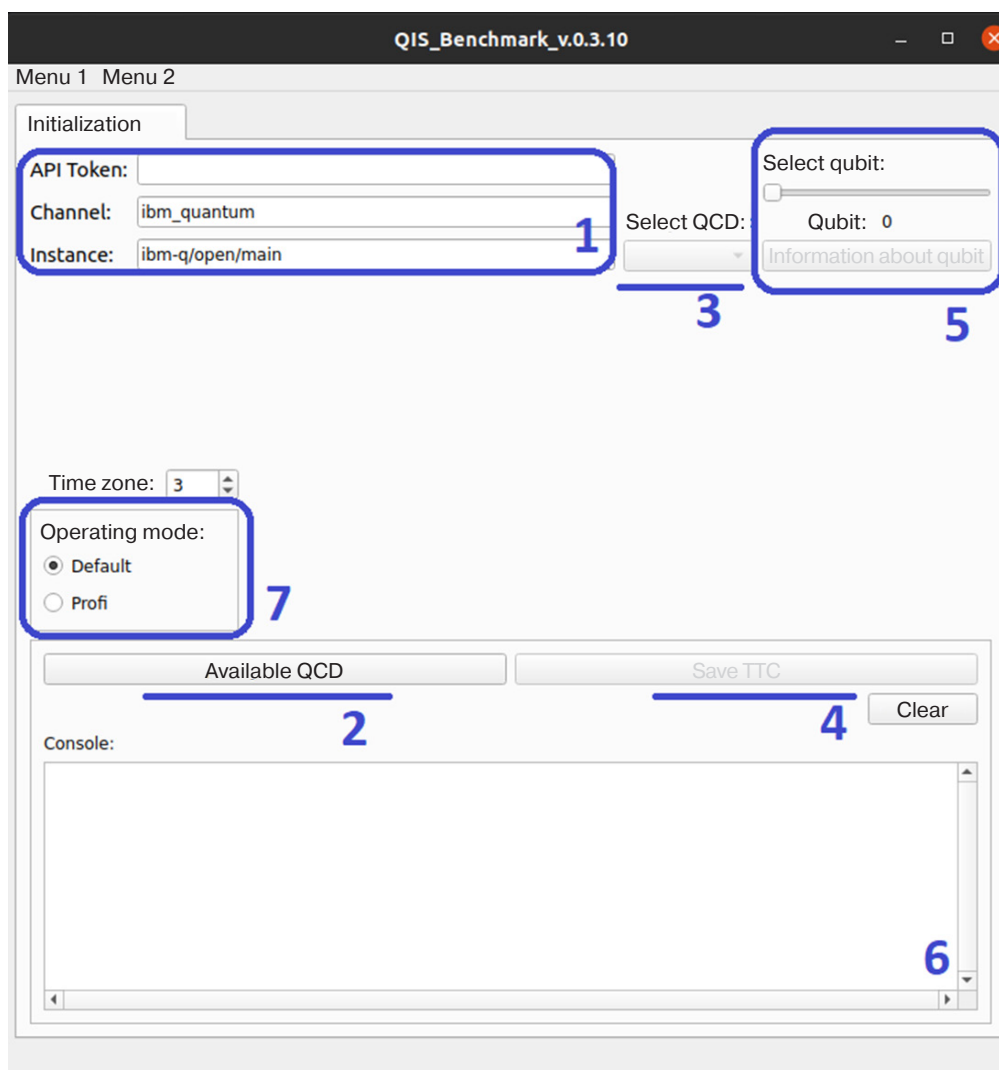 QIS_Benchmark_v.0.3.10
Menu 1 Menu 2
Initialization
API Token:
Channel: ibm_quantum
Instance: ibm-q/open/main
1
Select QCD:
3
Select qubit:
Qubit: 0
Information about qubit
5
Time zone: 3
Operating mode:
Default
Profi
7
Available QCD
Save TTC
2
4
Clear
Console:
6